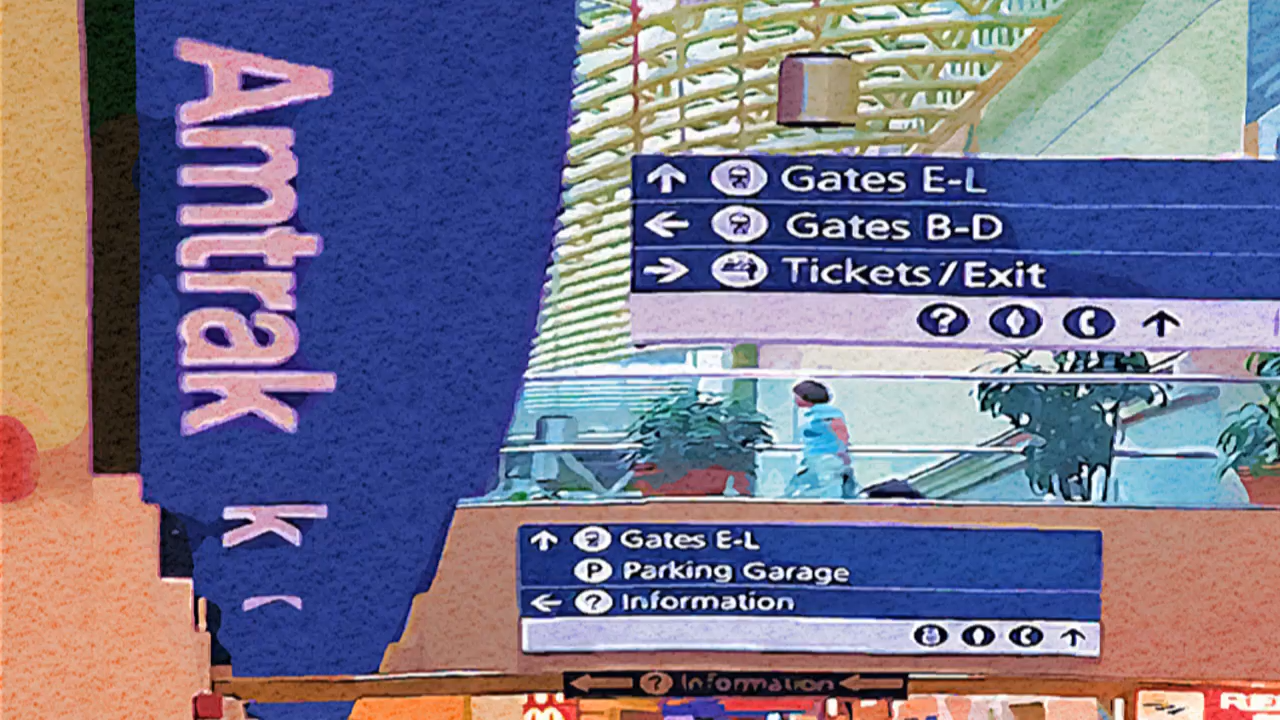 Amtrak
K
Gates E-L
Gates B-D
Tickets/Exit
?
Gates E-L
P Parking Garage
? Information
? Information